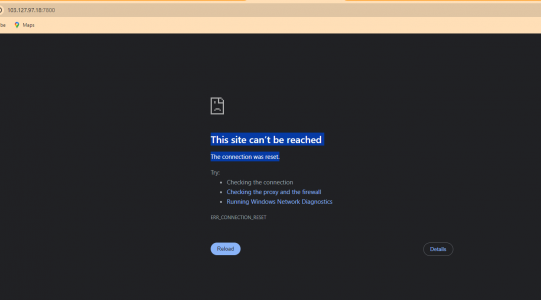 103.127.97.18:7800
Maps
This site can't be reached
The connection was reset.
Try:
Checking the connection
Checking the proxy and the firewall
Running Windows Network Diagnostics
ERR_CONNECTION_RESET
Reload
Details